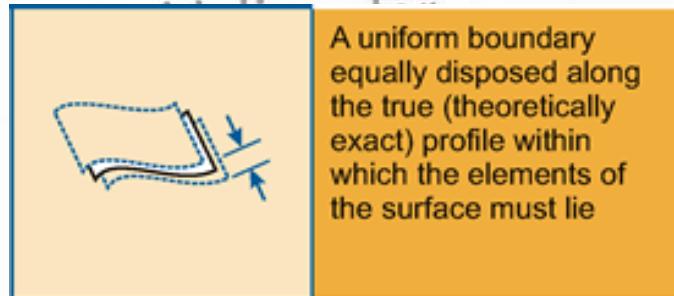 A uniform boundary
equally disposed along
the true (theoretically
exact) profile within
which the elements of
the surface must lie